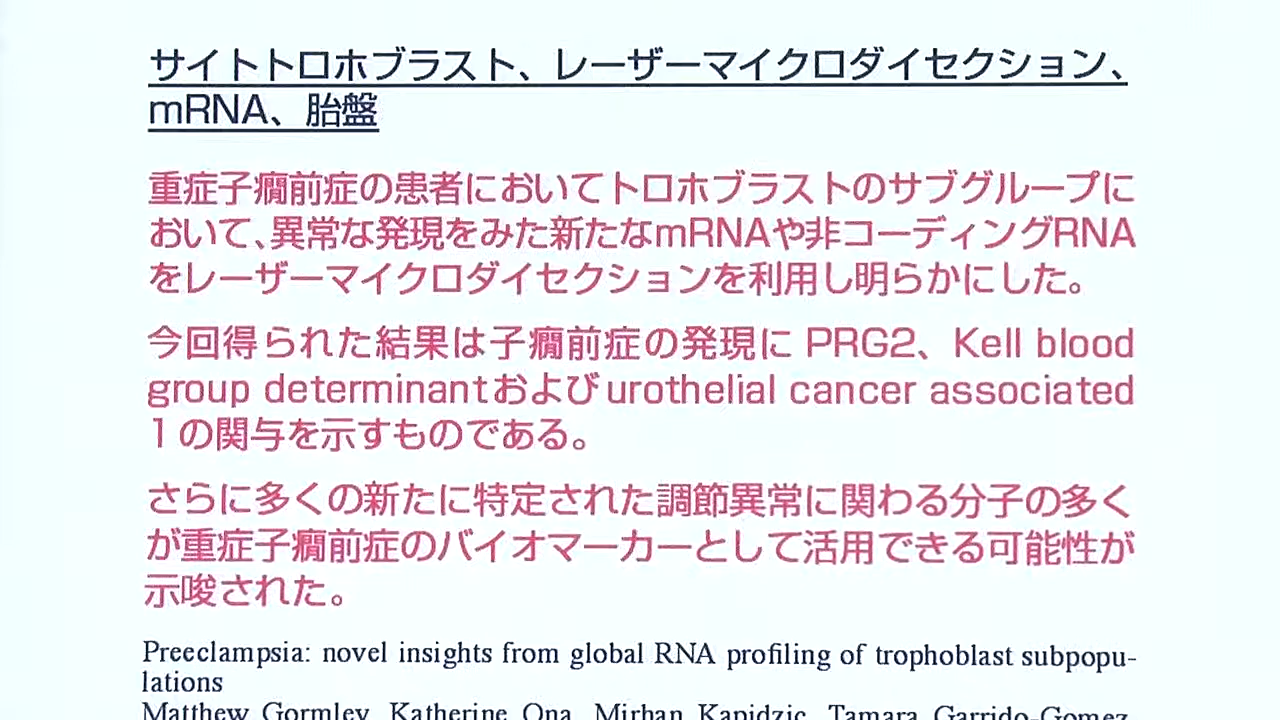 サイトトロホブラスト、レーザーマイクロダイセクション、
mRNA、胎盤
重症子癇前症の患者においてトロホブラストのサブグループに
おいて、異常な発現をみた新たなmRNAや非コーディングRNA
をレーザーマイクロダイセクションを利用し明らかにした。
今回得られた結果は子癇前症の発現に PRG2、Kell blood
group determinantおよびurothelial cancer associated
1 の関与を示すものである。
さらに多くの新たに特定された調節異常に関わる分子の多く
が重症子癇前症のバイオマーカーとして活用できる可能性が
示唆された。
Preeclampsia: novel insights from global RNA profiling of trophoblast subpopu-
lations
Matthew Gormley, Katherine Ona, Mirhan Kapidzic, Tamara Garrido-Gomez,